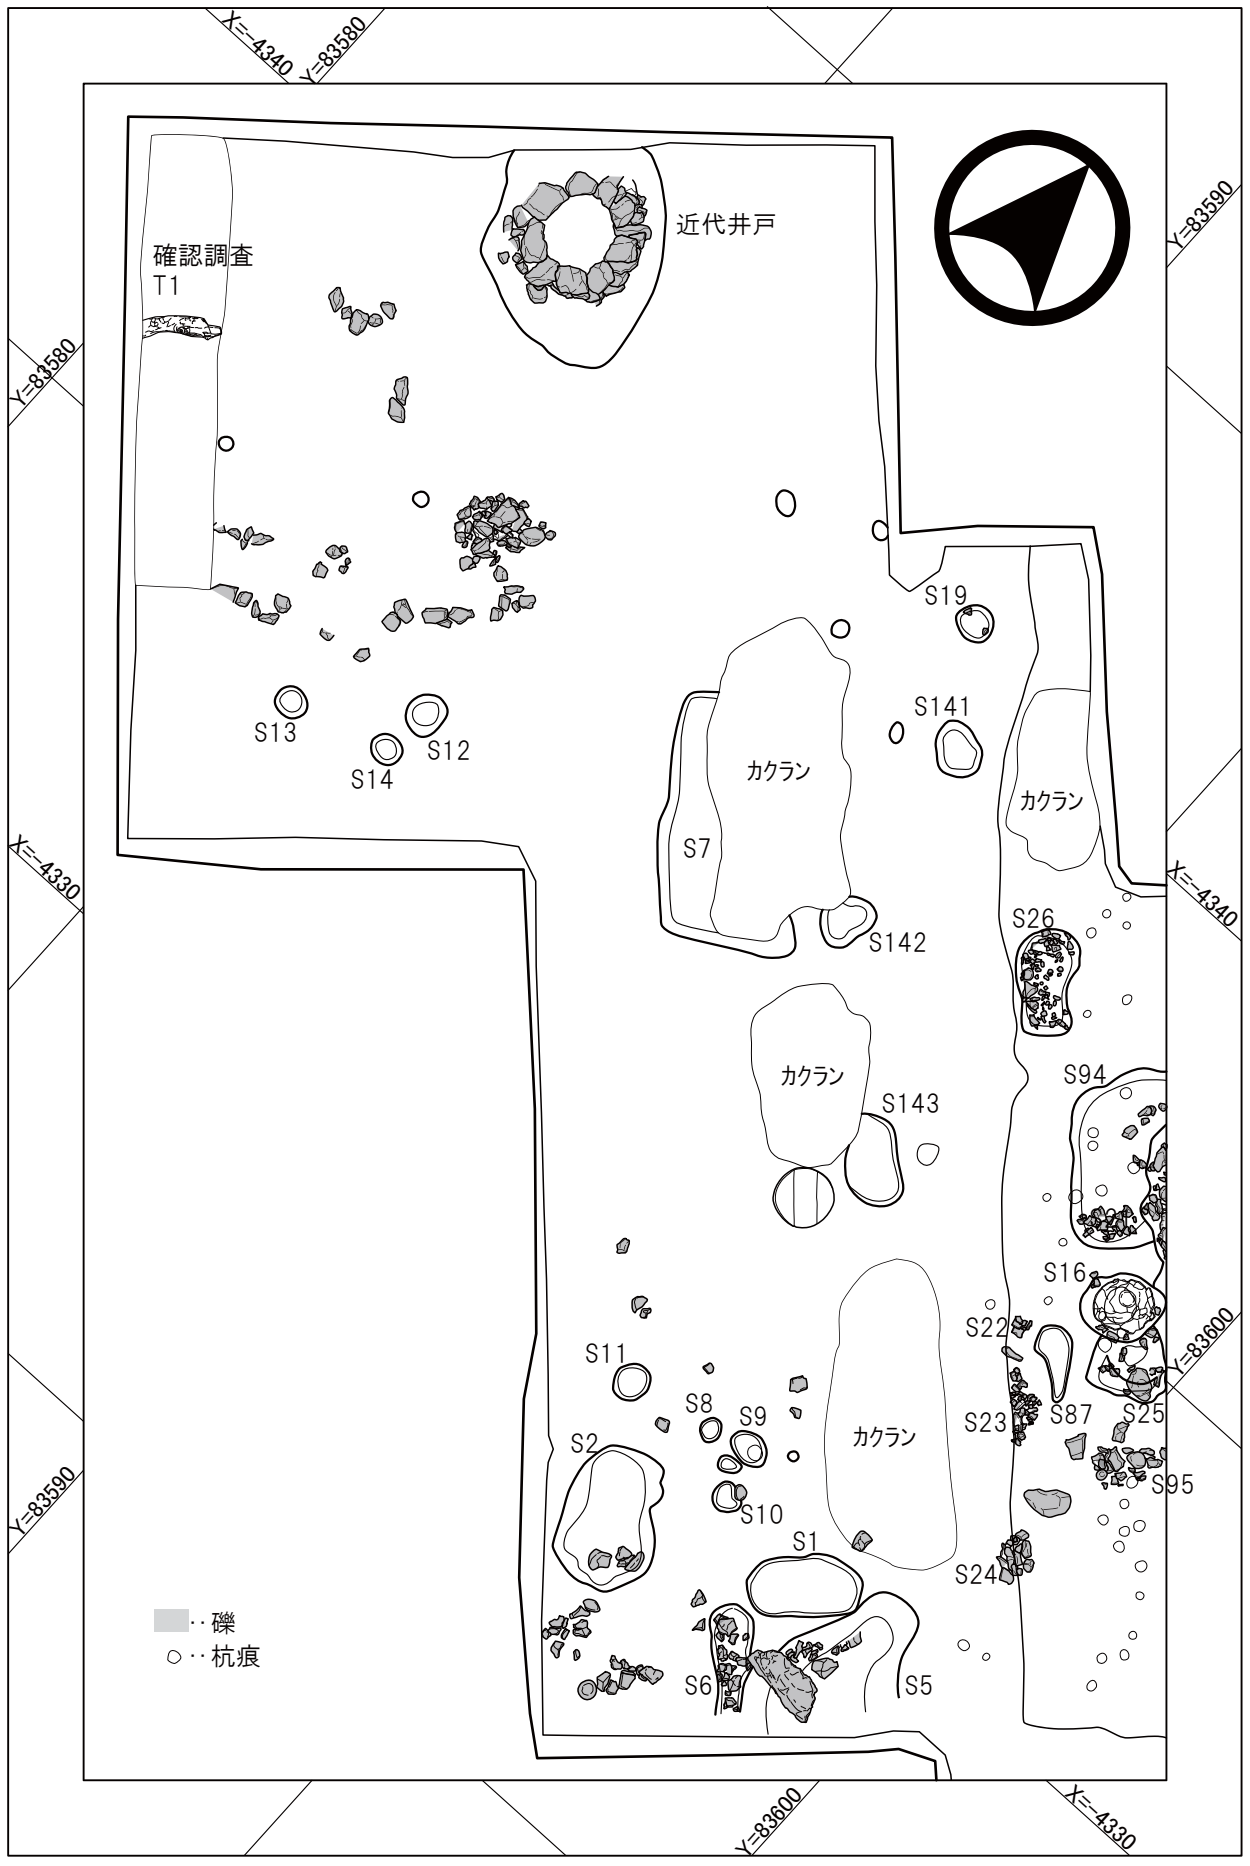 X=-4340
Y=83580
Y=83590
近代井戸
確認調査
T1
Y=83580
S19
S141
S13
S12
S14
カクラン
カクラン
S7
X=-4330
X=-4340
S26
S142
カクラン
S94
S143
S16
S22
Y=83600
S11
S8
S9
S23
S87
S25
カクラン
S2
S95
Y=83590
S10
S1
S24
‥礫
‥杭痕
S6
S5
Y=83600
X=-4330